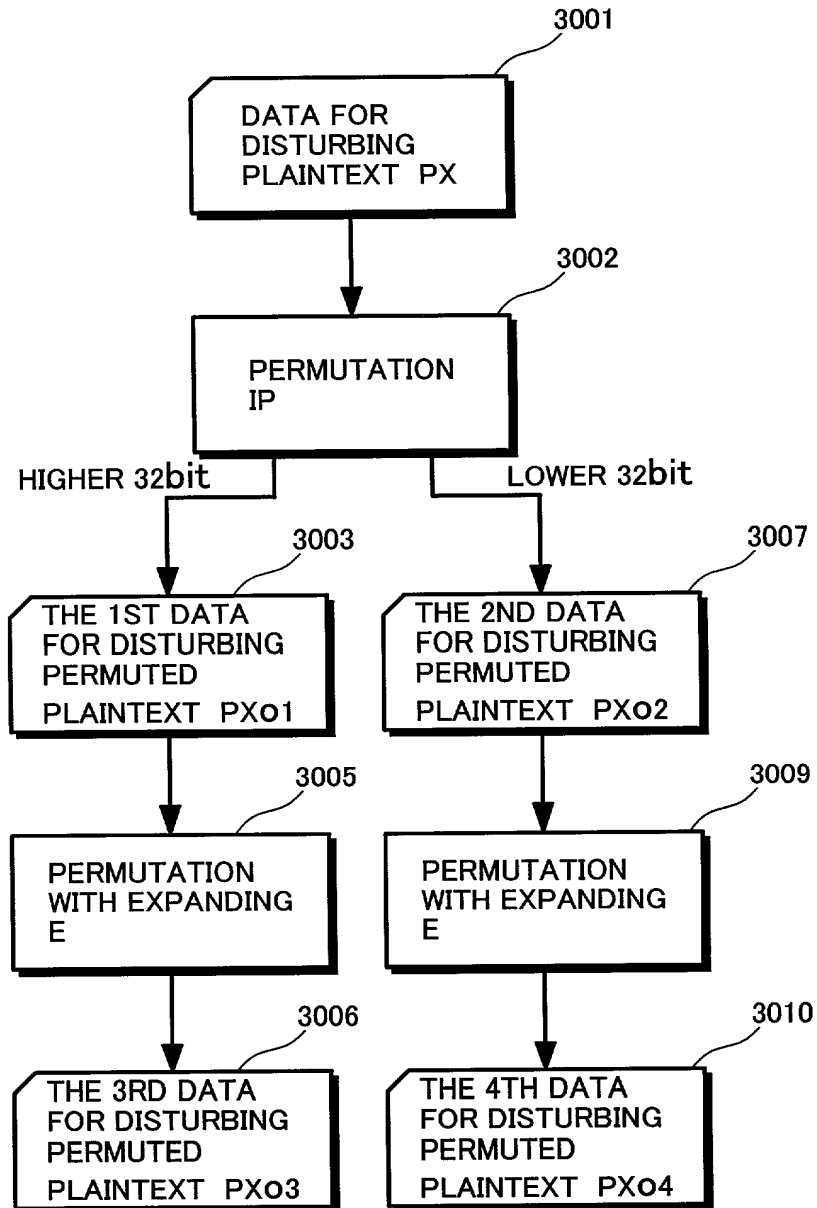 3001
DATA FOR
DISTURBING
PLAINTEXT PX
3002
PERMUTATION
IP
HIGHER 32bit
LOWER 32bit
3003
THE 1ST DATA
FOR DISTURBING
PERMUTED
PLAINTEXT PXo1
3007
THE 2ND DATA
FOR DISTURBING
PERMUTED
PLAINTEXT PXo2
3005
PERMUTATION
WITH EXPANDING
E
3009
PERMUTATION
WITH EXPANDING
E
3006
THE 3RD DATA
FOR DISTURBING
PERMUTED
PLAINTEXT PXo3
3010
THE 4TH DATA
FOR DISTURBING
PERMUTED
PLAINTEXT PXo4